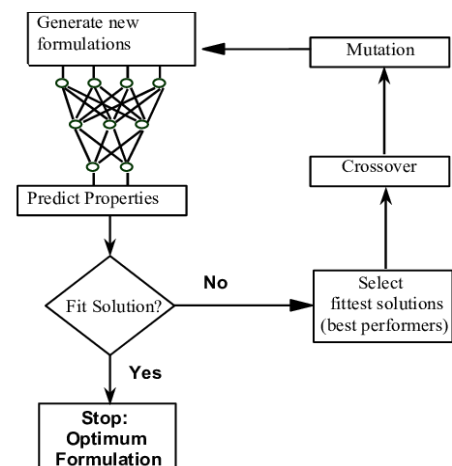 Generate new
formulations
Mutation
Crossover
Predict Properties
Fit Solution?
No
Select
fittest solutions
(best performers)
Yes
Stop:
Optimum
Formulation